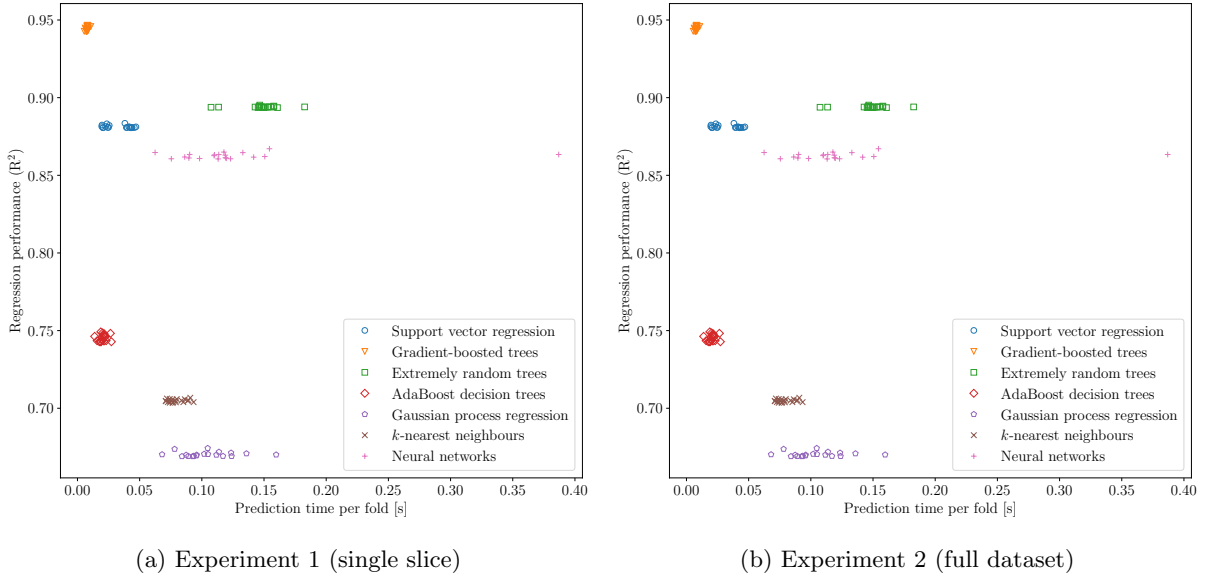 0.95
0.90
0.85
0.80
0.75
0.70
Regression performance (R²)
0.00 0.05 0.10 0.15 0.20 0.25 0.30 0.35 0.40
Prediction time per fold [s]
Support vector regression
Gradient-boosted trees
Extremely random trees
AdaBoost decision trees
Gaussian process regression
k-nearest neighbours
Neural networks
(a) Experiment 1 (single slice)
0.95
0.90
0.85
0.80
0.75
0.70
Regression performance (R²)
0.00 0.05 0.10 0.15 0.20 0.25 0.30 0.35 0.40
Prediction time per fold [s]
Support vector regression
Gradient-boosted trees
Extremely random trees
AdaBoost decision trees
Gaussian process regression
k-nearest neighbours
Neural networks
(b) Experiment 2 (full dataset)